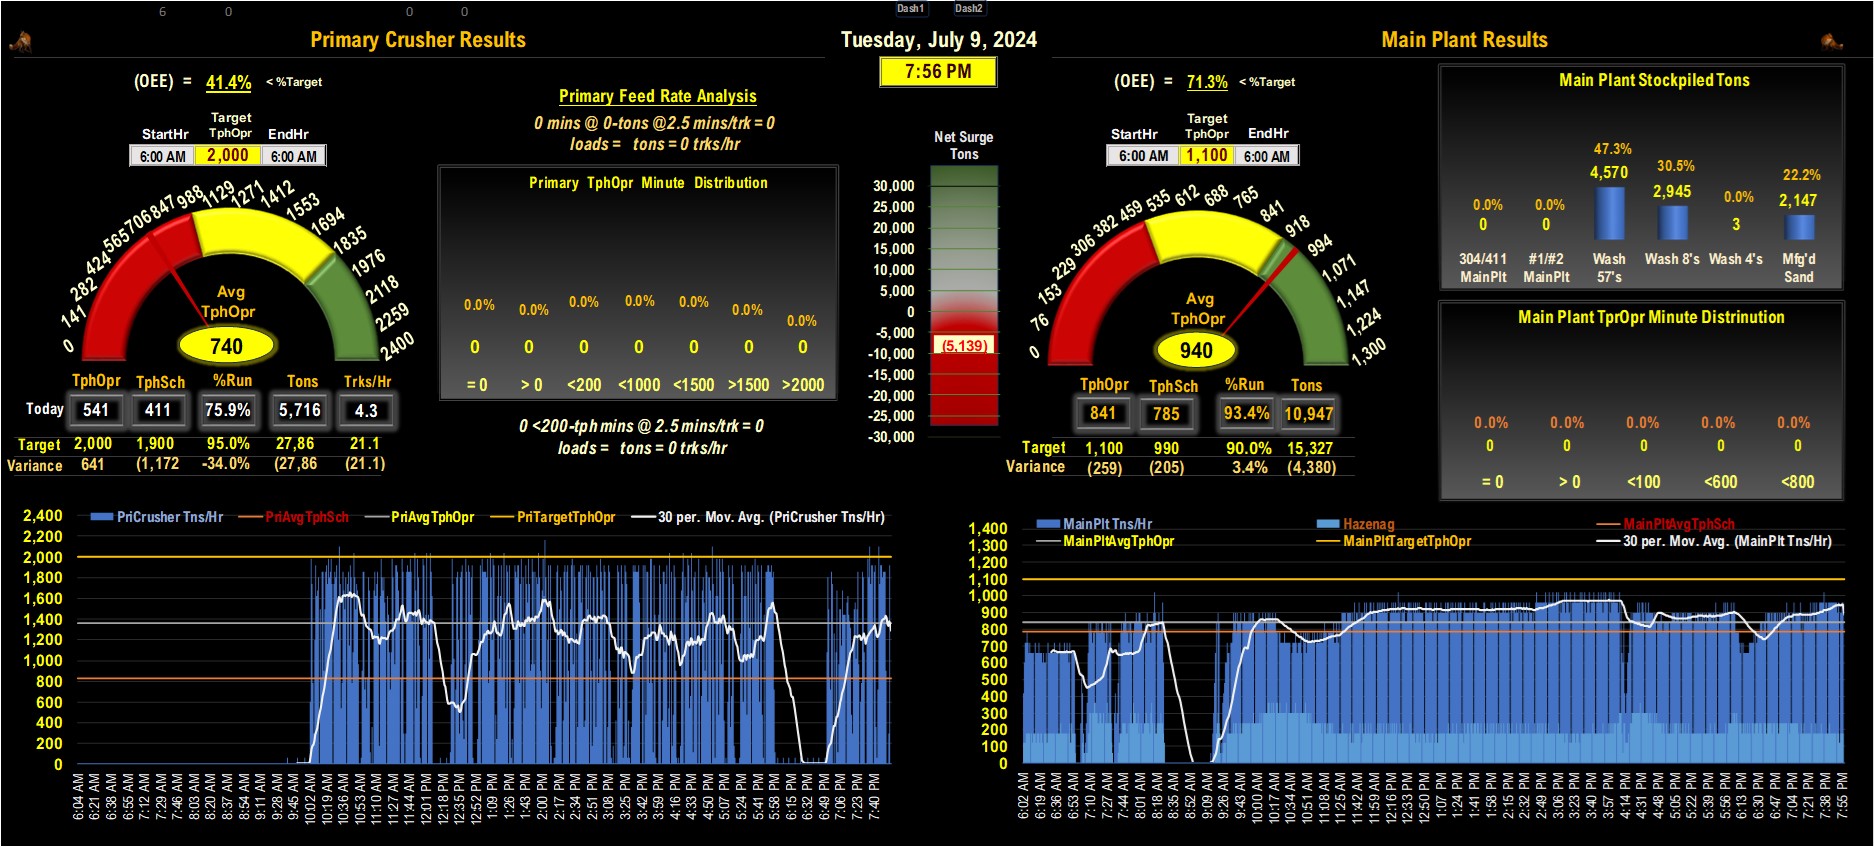 6 0 0 0
Dash1 Dash2
Primary Crusher Results
Tuesday, July 9, 2024
7:56 PM
Main Plant Results
(OEE) = 41.4% < %Target
StartHr Target TphOpr EndHr
6:00 AM 2,000 6:00 AM
0 141 282 424 565 706 847 988 1129 1271 1412 1553 1694 1835 1976 2118 2259 2400
Avg
TphOpr
740
TphOpr TphSch %Run Tons Trks/Hr
Today 541 411 75.9% 5,716 4.3
Target 2,000 1,900 95.0% 27,86 21.1
Variance 641 (1,172 -34.0% (27,86 (21.1)
Primary Feed Rate Analysis
0 mins @ 0-tons @2.5 mins/trk = 0
loads = tons = 0 trks/hr
Primary TphOpr Minute Distribution
0.0% 0.0% 0.0% 0.0% 0.0% 0.0% 0.0%
0 0 0 0 0 0 0
= 0 > 0 <200 <1000 <1500 >1500 >2000
0 <200-tph mins @ 2.5 mins/trk = 0
loads = tons = 0 trks/hr
Net Surge
Tons
30,000
25,000
20,000
15,000
10,000
5,000
0
-5,000
(5,139)
-10,000
-15,000
-20,000
-25,000
-30,000
(OEE) = 71.3% < %Target
StartHr Target TphOpr EndHr
6:00 AM 1,100 6:00 AM
0 76 153 229 306 382 459 535 612 688 765 841 918 994 1,071 1,147 1,224 1,300
Avg
TphOpr
940
TphOpr TphSch %Run Tons
841 785 93.4% 10,947
Target 1,100 990 90.0% 15,327
Variance (259) (205) 3.4% (4,380)
Main Plant Stockpiled Tons
0.0% 0.0% 47.3% 30.5% 0.0% 22.2%
0 0 4,570 2,945 3 2,147
304/411 #1/#2 Wash Wash 8's Wash 4's Mfg'd
MainPlt MainPlt 57's Sand
Main Plant TprOpr Minute Distrinution
0.0% 0.0% 0.0% 0.0% 0.0%
0 0 0 0 0
= 0 > 0 <100 <600 <800
PriCrusher Tns/Hr PriAvgTphSch PriAvgTphOpr PriTargetTphOpr 30 per. Mov. Avg. (PriCrusher Tns/Hr)
2,400
2,200
2,000
1,800
1,600
1,400
1,200
1,000
800
600
400
200
0
6:04 AM 6:21 AM 6:38 AM 6:55 AM 7:12 AM 7:29 AM 7:46 AM 8:03 AM 8:20 AM 8:37 AM 8:54 AM 9:11 AM 9:28 AM 9:45 AM 10:02 AM 10:19 AM 10:36 AM 10:53 AM 11:10 AM 11:27 AM 11:44 AM 12:01 PM 12:18 PM 12:35 PM 12:52 PM 1:09 PM 1:26 PM 1:43 PM 2:00 PM 2:17 PM 2:34 PM 2:51 PM 3:08 PM 3:25 PM 3:42 PM 3:59 PM 4:16 PM 4:33 PM 4:50 PM 5:07 PM 5:24 PM 5:41 PM 5:58 PM 6:15 PM 6:32 PM 6:49 PM 7:06 PM 7:23 PM 7:40 PM
MainPlt Tns/Hr Hazenag MainPltAvgTphSch
MainPltAvgTphOpr MainPltTargetTphOpr 30 per. Mov. Avg. (MainPlt Tns/Hr)
1,400
1,300
1,200
1,100
1,000
900
800
700
600
500
400
300
200
100
0
6:02 AM 6:19 AM 6:36 AM 6:53 AM 7:10 AM 7:27 AM 7:44 AM 8:01 AM 8:18 AM 8:35 AM 8:52 AM 9:09 AM 9:26 AM 9:43 AM 10:00 AM 10:17 AM 10:34 AM 10:51 AM 11:08 AM 11:25 AM 11:42 AM 11:59 AM 12:16 PM 12:33 PM 12:50 PM 1:07 PM 1:24 PM 1:41 PM 1:58 PM 2:15 PM 2:32 PM 2:49 PM 3:06 PM 3:23 PM 3:40 PM 3:57 PM 4:14 PM 4:31 PM 4:48 PM 5:05 PM 5:22 PM 5:39 PM 5:56 PM 6:13 PM 6:30 PM 6:47 PM 7:04 PM 7:21 PM 7:38 PM 7:55 PM